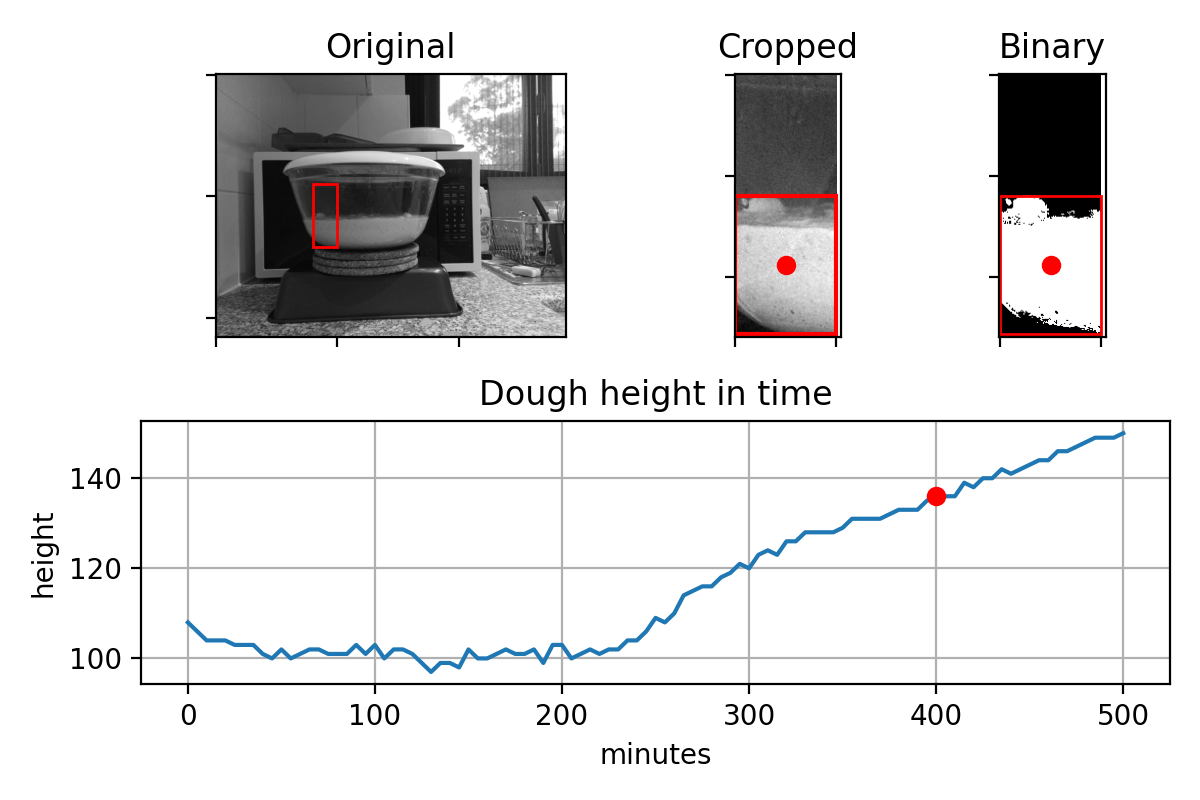 Original
Cropped
Binary
Dough height in time
height
140
120
100
0 100 200 300 400 500
minutes